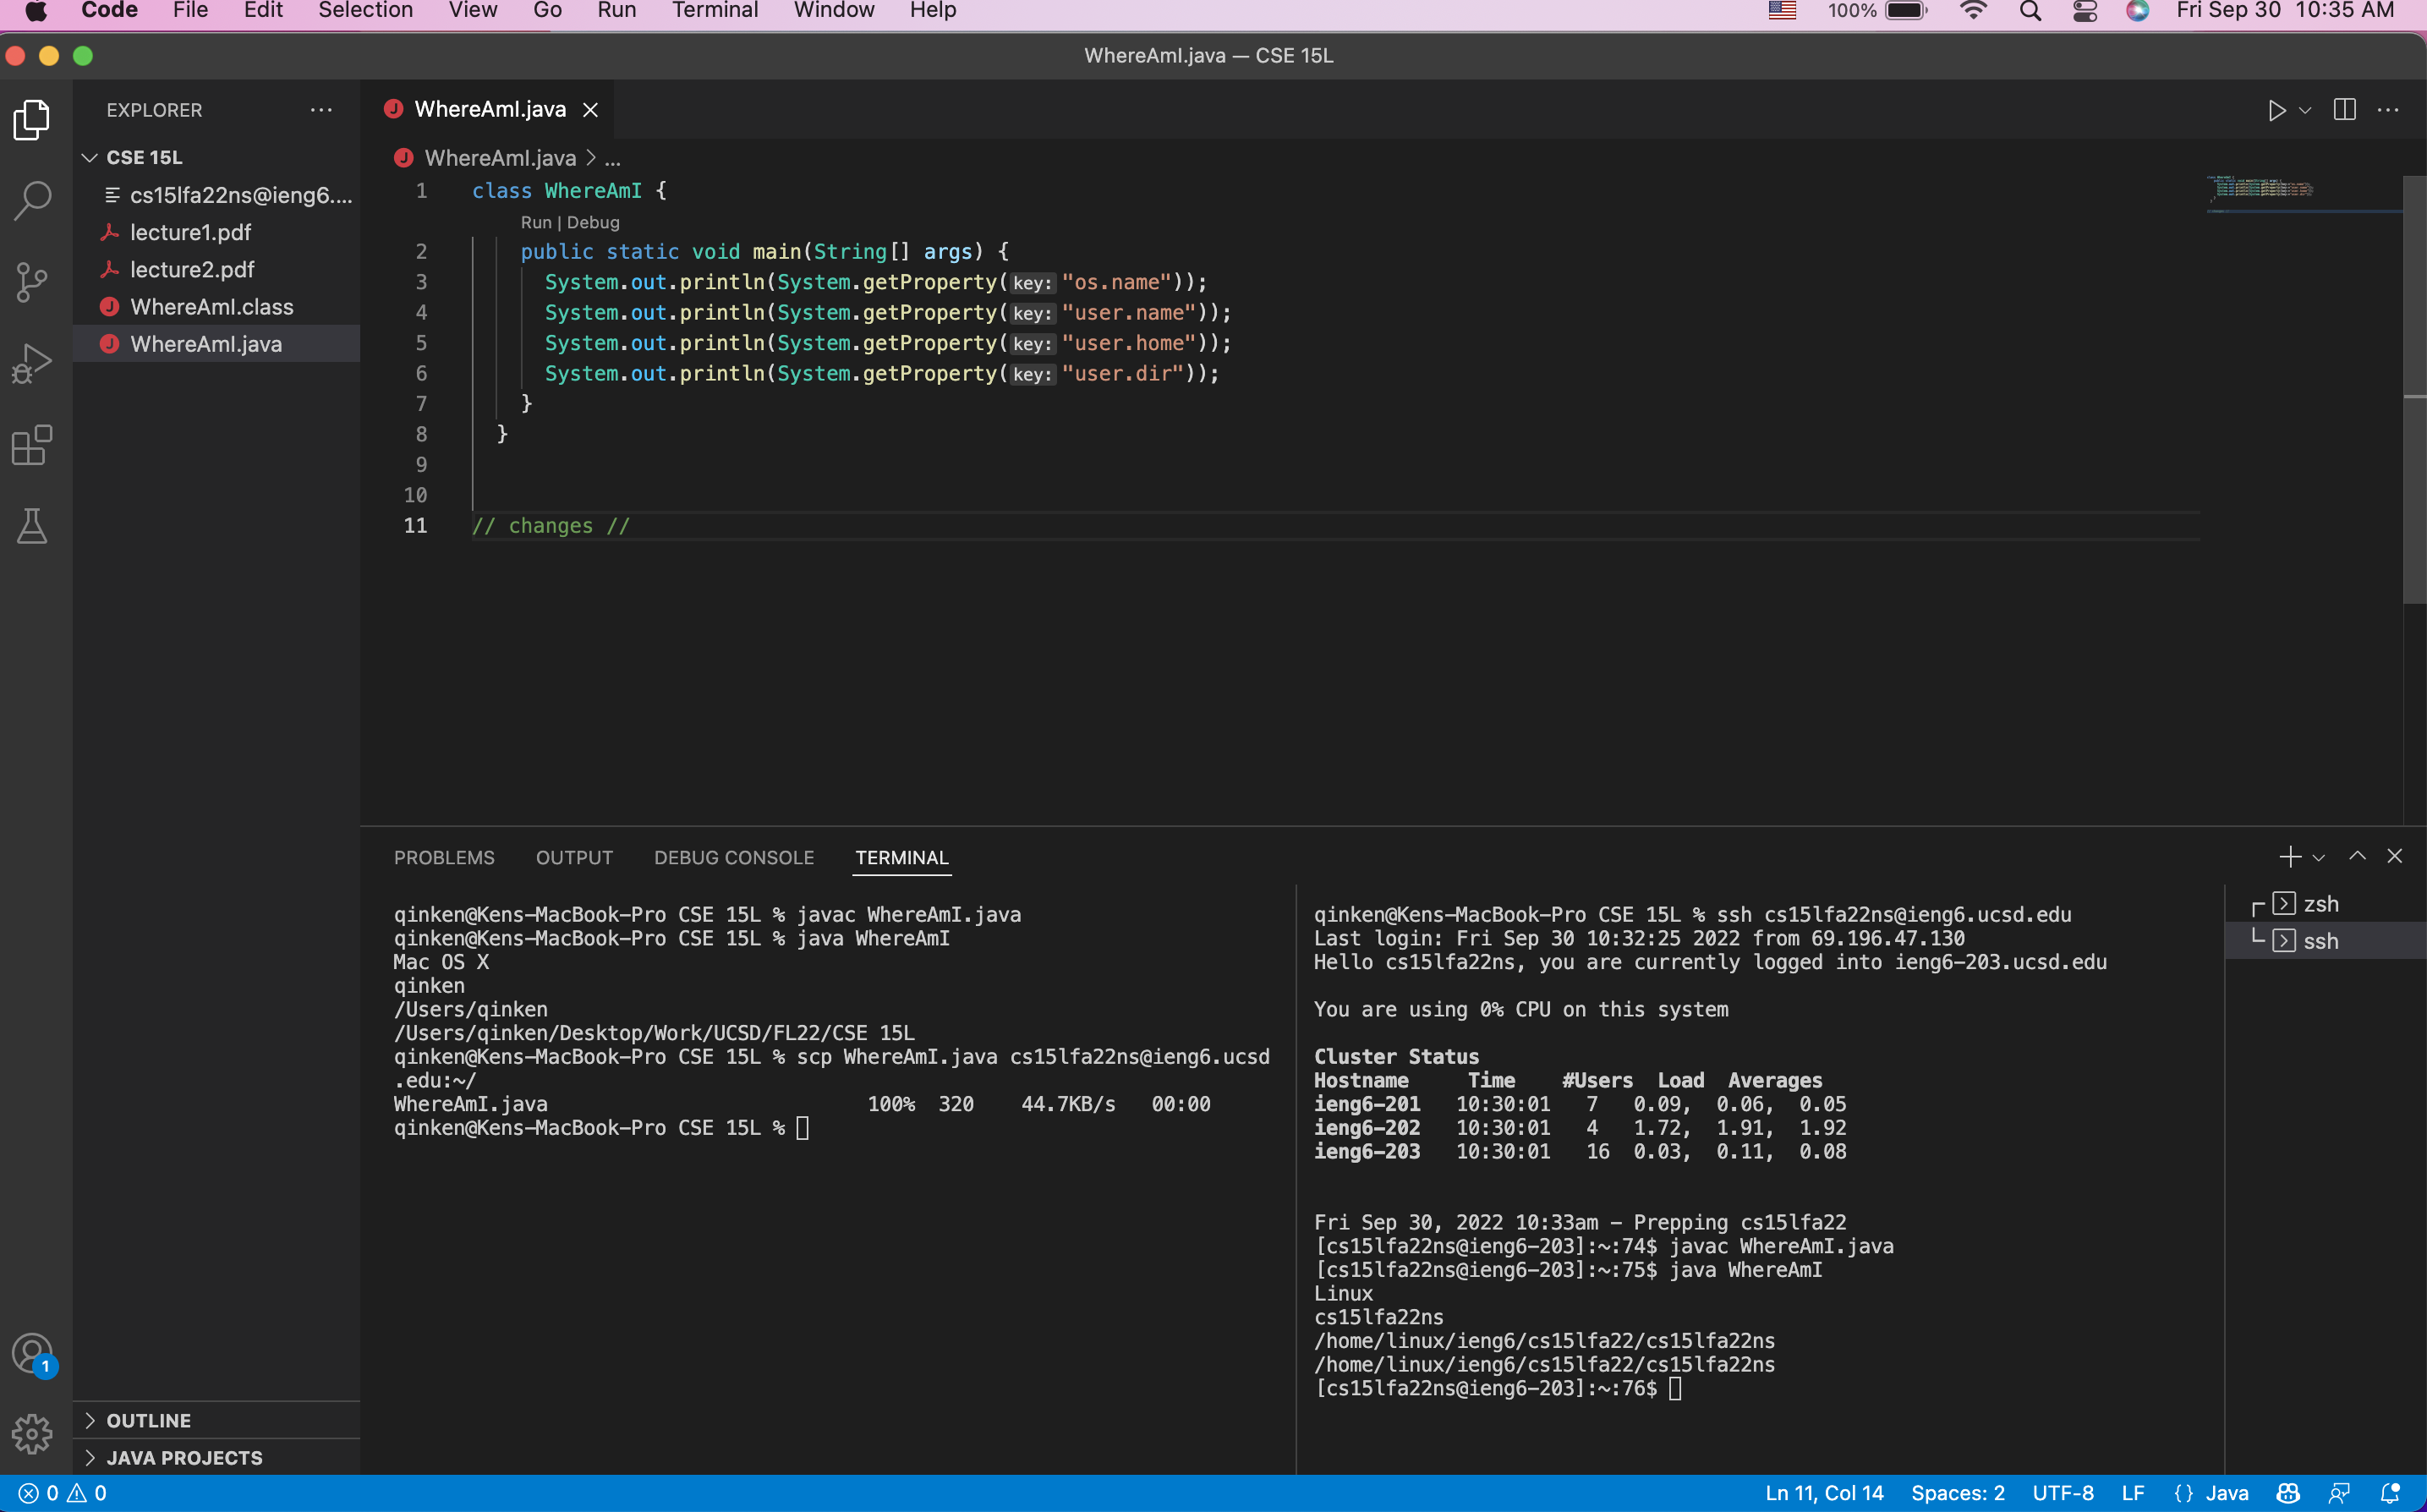 Code File Edit Selection View Go Run Terminal Window Help 100% Fri Sep 30 10:35 AM
WhereAmI.java — CSE 15L
EXPLORER
CSE 15L
cs15lfa22ns@ieng6....
lecture1.pdf
lecture2.pdf
WhereAmI.class
WhereAmI.java
OUTLINE
JAVA PROJECTS
1
WhereAmI.java
WhereAmI.java > ...
1 class WhereAmI {
Run | Debug
2 public static void main(String[] args) {
3 System.out.println(System.getProperty(key: "os.name"));
4 System.out.println(System.getProperty(key: "user.name"));
5 System.out.println(System.getProperty(key: "user.home"));
6 System.out.println(System.getProperty(key: "user.dir"));
7 }
8 }
9
10
11 // changes //
PROBLEMS OUTPUT DEBUG CONSOLE TERMINAL
qinken@Kens-MacBook-Pro CSE 15L % javac WhereAmI.java
qinken@Kens-MacBook-Pro CSE 15L % java WhereAmI
Mac OS X
qinken
/Users/qinken
/Users/qinken/Desktop/Work/UCSD/FL22/CSE 15L
qinken@Kens-MacBook-Pro CSE 15L % scp WhereAmI.java cs15lfa22ns@ieng6.ucsd
.edu:~/
WhereAmI.java 100% 320 44.7KB/s 00:00
qinken@Kens-MacBook-Pro CSE 15L %
qinken@Kens-MacBook-Pro CSE 15L % ssh cs15lfa22ns@ieng6.ucsd.edu
Last login: Fri Sep 30 10:32:25 2022 from 69.196.47.130
Hello cs15lfa22ns, you are currently logged into ieng6-203.ucsd.edu
You are using 0% CPU on this system
Cluster Status
Hostname Time #Users Load Averages
ieng6-201 10:30:01 7 0.09, 0.06, 0.05
ieng6-202 10:30:01 4 1.72, 1.91, 1.92
ieng6-203 10:30:01 16 0.03, 0.11, 0.08
Fri Sep 30, 2022 10:33am - Prepping cs15lfa22
[cs15lfa22ns@ieng6-203]:~:74$ javac WhereAmI.java
[cs15lfa22ns@ieng6-203]:~:75$ java WhereAmI
Linux
cs15lfa22ns
/home/linux/ieng6/cs15lfa22/cs15lfa22ns
/home/linux/ieng6/cs15lfa22/cs15lfa22ns
[cs15lfa22ns@ieng6-203]:~:76$
zsh
ssh
0 0 Ln 11, Col 14 Spaces: 2 UTF-8 LF {} Java